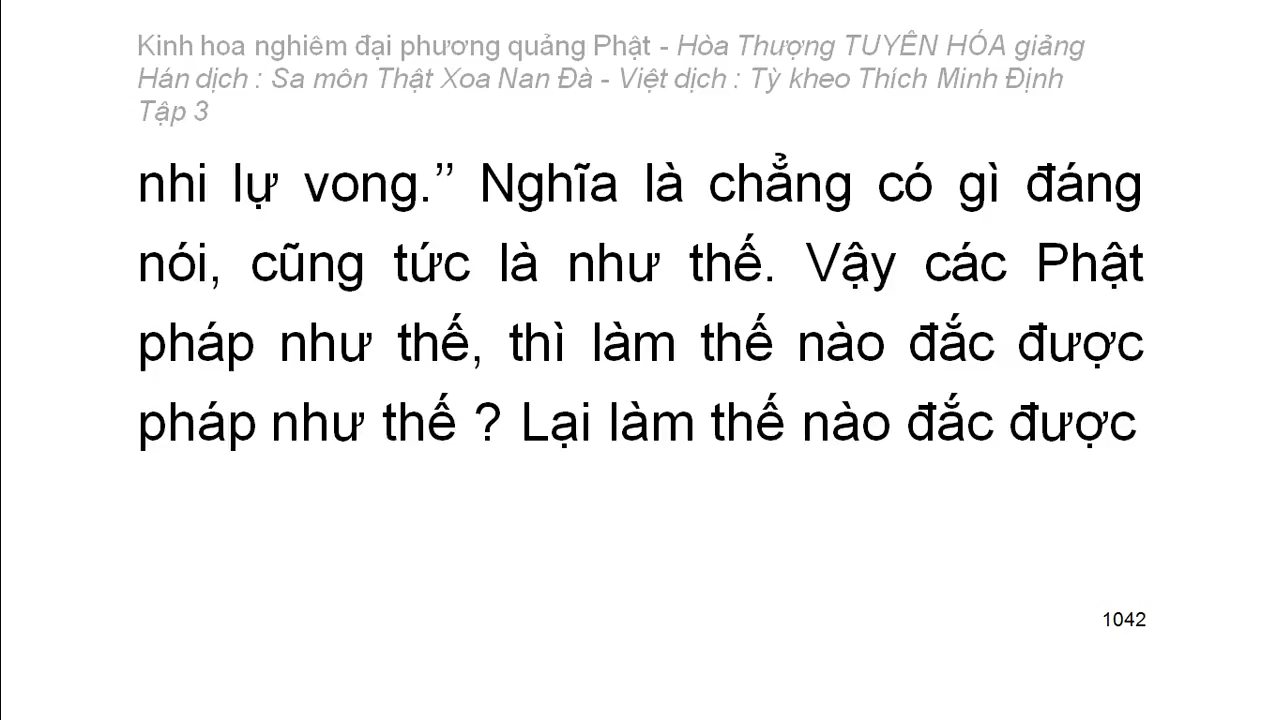 Kinh hoa nghiêm đại phương quảng Phật - Hòa Thượng TUYÊN HÓA giảng
Hán dịch : Sa môn Thật Xoa Nan Đà - Việt dịch : Tỳ kheo Thích Minh Định
Tập 3
nhi lự vong.” Nghĩa là chẳng có gì đáng
nói, cũng tức là như thế. Vậy các Phật
pháp như thế, thì làm thế nào đắc được
pháp như thế ? Lại làm thế nào đắc được
1042